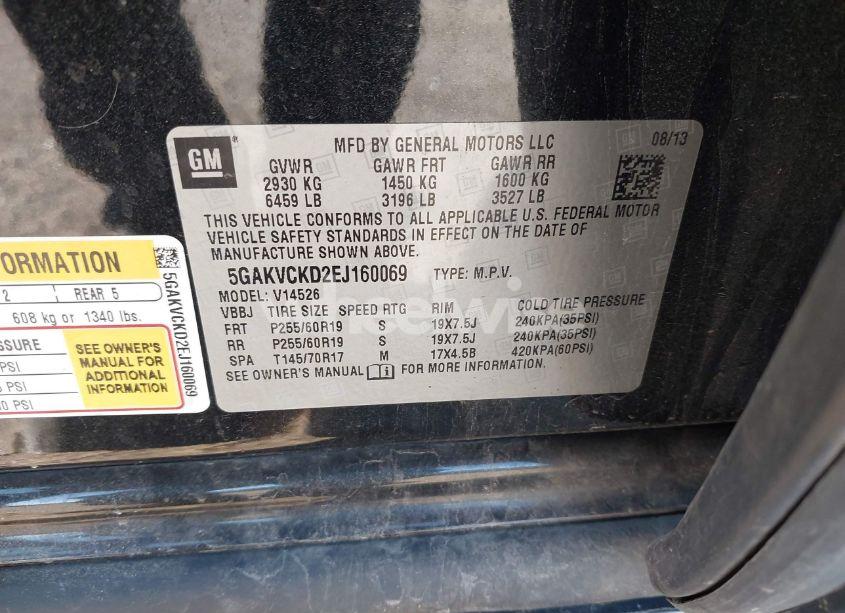 MFD BY GENERAL MOTORS LLC 08/13
GM
GVWR GAWR FRT GAWR RR
2930 KG 1450 KG 1600 KG
6459 LB 3196 LB 3527 LB
THIS VEHICLE CONFORMS TO ALL APPLICABLE U.S. FEDERAL MOTOR
VEHICLE SAFETY STANDARDS IN EFFECT ON THE DATE OF
MANUFACTURE SHOWN ABOVE.
5GAKVCKD2EJ160069 TYPE: M.P.V.
MODEL: V14526
VBBJ TIRE SIZE SPEED RTG RIM COLD TIRE PRESSURE
FRT P255/60R19 S 19X7.5J 240KPA(35PSI)
RR P255/60R19 S 19X7.5J 240KPA(35PSI)
SPA T145/70R17 M 17X4.5B 420KPA(60PSI)
SEE OWNER'S MANUAL FOR MORE INFORMATION.
ORMATION
2 REAR 5
608 kg or 1340 lbs.
SEE OWNER'S
MANUAL FOR
ADDITIONAL
INFORMATION
5GAKVCKD2EJ160069
PSI
PSI
PSI